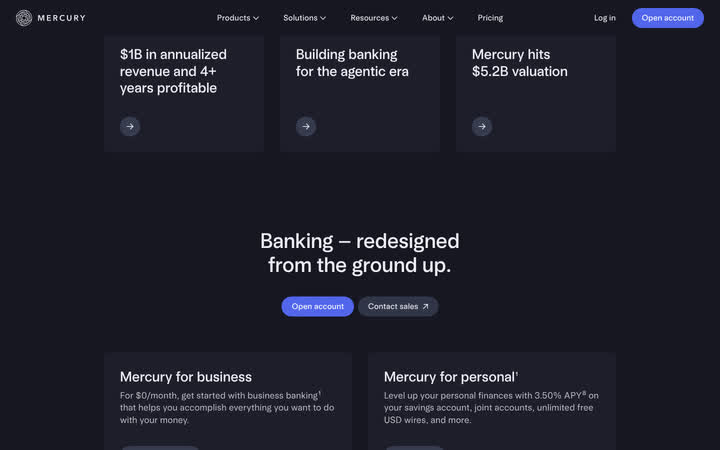 MERCURY
Products
Solutions
Resources
About
Pricing
Log in
Open account
$1B in annualized
revenue and 4+
years profitable
Building banking
for the agentic era
Mercury hits
$5.2B valuation
Banking – redesigned
from the ground up.
Open account
Contact sales
Mercury for business
For $0/month, get started with business banking¹
that helps you accomplish everything you want to do
with your money.
Mercury for personal¹
Level up your personal finances with 3.50% APY⁸ on
your savings account, joint accounts, unlimited free
USD wires, and more.